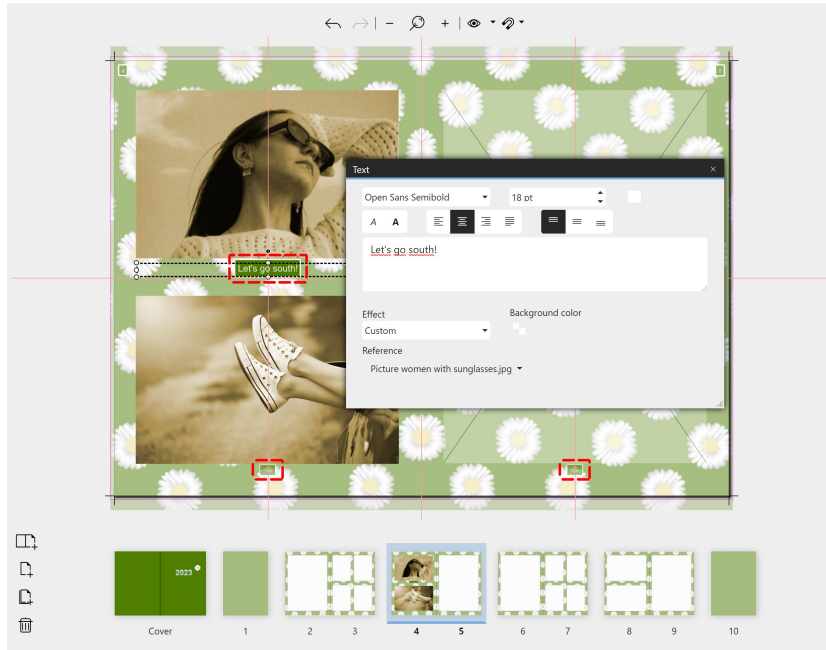 Let's go south!
Text
Open Sans Semibold
18 pt
A A
Let's go south!
Effect
Background color
Custom
Reference
Picture women with sunglasses.jpg
2023
Cover
1
2
3
4
5
6
7
8
9
10